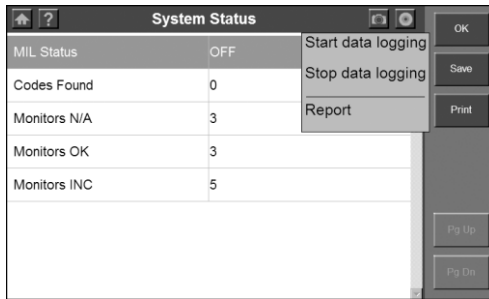 ? System Status
OK
MIL Status OFF
Start data logging
Stop data logging
Save
Codes Found 0
Report
Print
Monitors N/A 3
Monitors OK 3
Monitors INC 5
Pg Up
Pg Dn